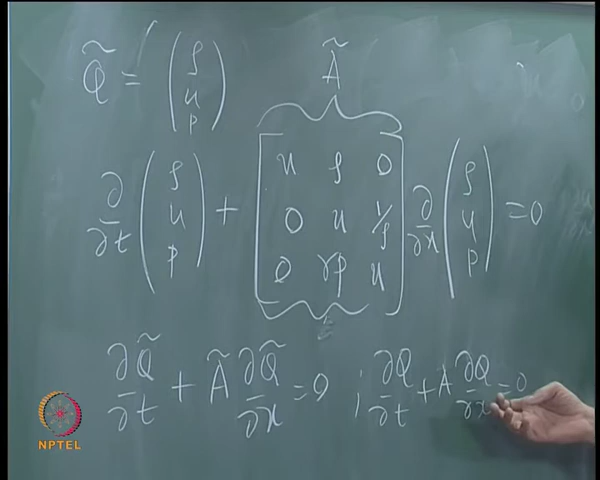 Q̃ = (ρ u p) Ã
∂/∂t (ρ u p) + [u ρ 0; 0 u 1/ρ; 0 γp u] ∂/∂x (ρ u p) = 0
∂Q̃/∂t + Ã ∂Q̃/∂x = 0 ; ∂Q/∂t + A ∂Q/∂x = 0
NPTEL